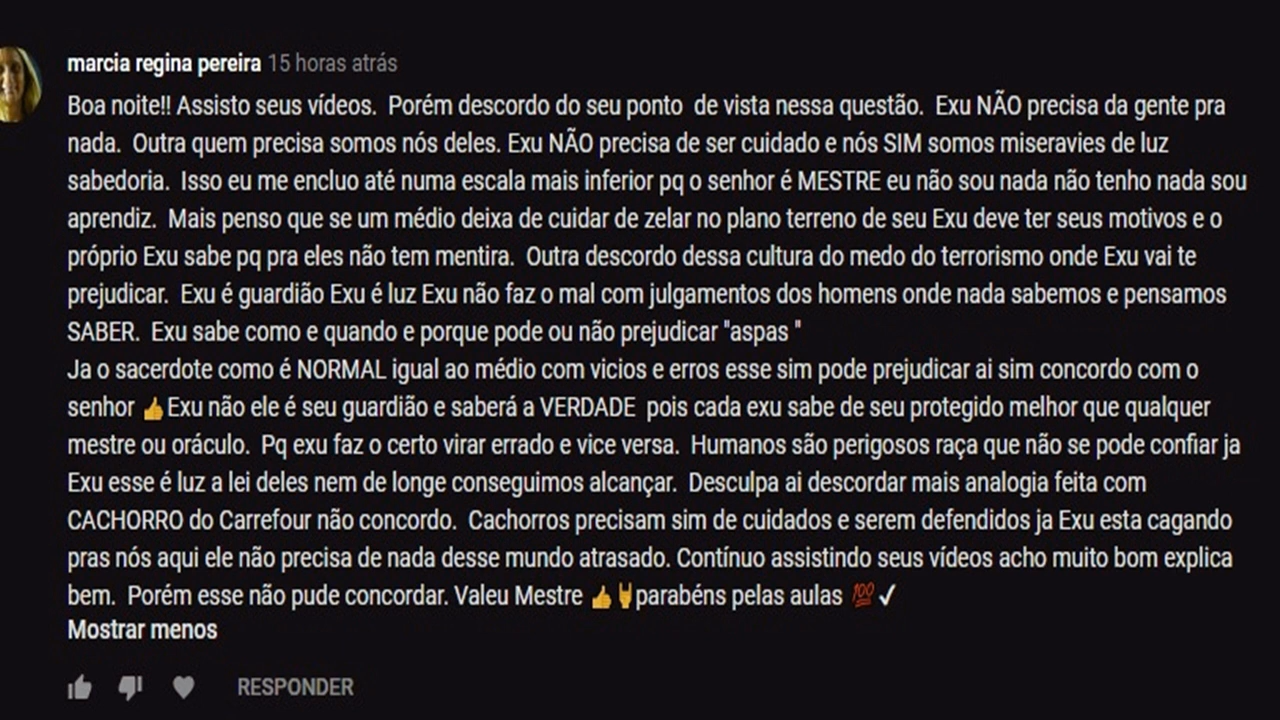 marcia regina pereira 15 horas atrás
Boa noite!! Assisto seus vídeos.  Porém descordo do seu ponto  de vista nessa questão.  Exu NÃO precisa da gente pra
nada.  Outra quem precisa somos nós deles. Exu NÃO precisa de ser cuidado e nós SIM somos miseravies de luz
sabedoria.  Isso eu me encluo até numa escala mais inferior pq o senhor é MESTRE eu não sou nada não tenho nada sou
aprendiz.  Mais penso que se um médio deixa de cuidar de zelar no plano terreno de seu Exu deve ter seus motivos e o
próprio Exu sabe pq pra eles não tem mentira.  Outra descordo dessa cultura do medo do terrorismo onde Exu vai te
prejudicar.  Exu é guardião Exu é luz Exu não faz o mal com julgamentos dos homens onde nada sabemos e pensamos
SABER.  Exu sabe como e quando e porque pode ou não prejudicar "aspas "
Ja o sacerdote como é NORMAL igual ao médio com vicios e erros esse sim pode prejudicar ai sim concordo com o
senhor 👍Exu não ele é seu guardião e saberá a VERDADE  pois cada exu sabe de seu protegido melhor que qualquer
mestre ou oráculo.  Pq exu faz o certo virar errado e vice versa.  Humanos são perigosos raça que não se pode confiar ja
Exu esse é luz a lei deles nem de longe conseguimos alcançar.  Desculpa ai descordar mais analogia feita com
CACHORRO do Carrefour não concordo.  Cachorros precisam sim de cuidados e serem defendidos ja Exu esta cagando
pras nós aqui ele não precisa de nada desse mundo atrasado. Contínuo assistindo seus vídeos acho muito bom explica
bem.  Porém esse não pude concordar. Valeu Mestre 👍🤘parabéns pelas aulas 💯✔
Mostrar menos
RESPONDER